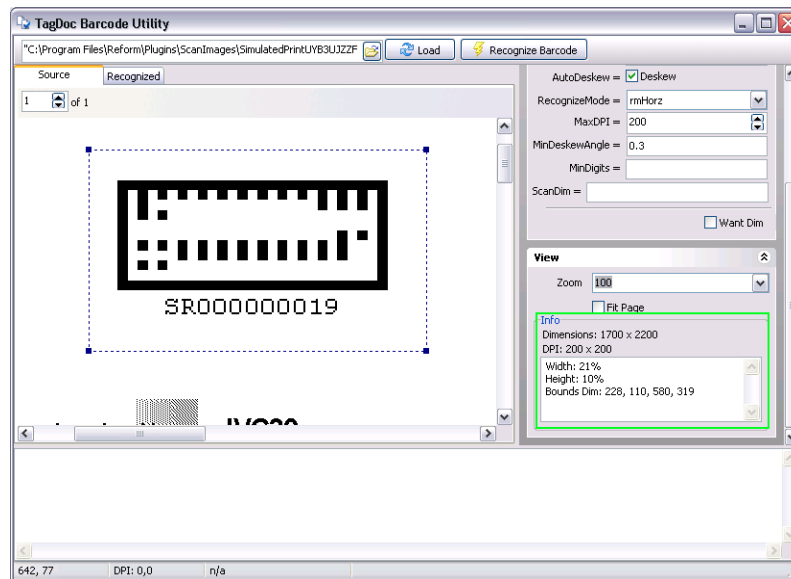 TagDoc Barcode Utility
"C:\Program Files\Reform\Plugins\ScanImages\SimulatedPrintUYB3UJZZF Load Recognize Barcode
Source Recognized
1 of 1
SR000000019
AutoDeskew = Deskew
RecognizeMode = rmHorz
MaxDPI = 200
MinDeskewAngle = 0.3
MinDigits =
ScanDim =
Want Dim
View
Zoom 100
Fit Page
Info
Dimensions: 1700 x 2200
DPI: 200 x 200
Width: 21%
Height: 10%
Bounds Dim: 228, 110, 580, 319
642, 77 DPI: 0,0 n/a